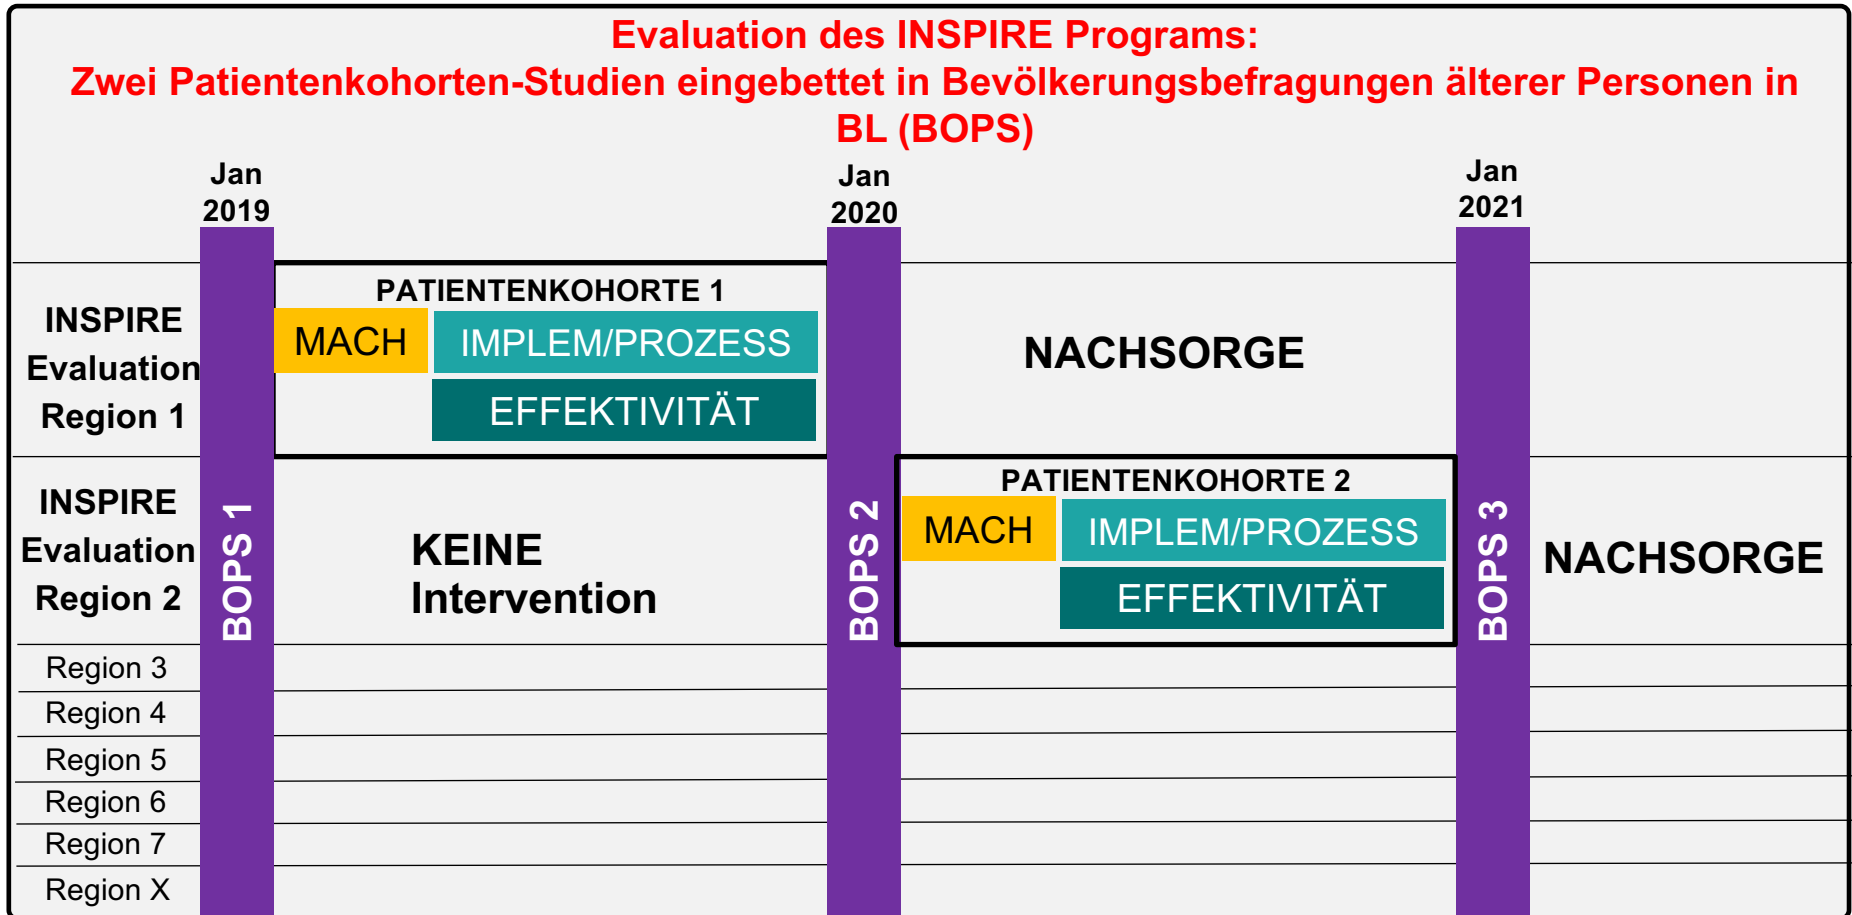 Evaluation des INSPIRE Programs:
Zwei Patientenkohorten-Studien eingebettet in Bevölkerungsbefragungen älterer Personen in
BL (BOPS)
Jan
2019
Jan
2020
Jan
2021
INSPIRE
Evaluation
Region 1
PATIENTENKOHORTE 1
MACH
IMPLEM/PROZESS
EFFEKTIVITÄT
NACHSORGE
INSPIRE
Evaluation
Region 2
BOPS 1
KEINE
Intervention
BOPS 2
PATIENTENKOHORTE 2
MACH
IMPLEM/PROZESS
EFFEKTIVITÄT
BOPS 3
NACHSORGE
Region 3
Region 4
Region 5
Region 6
Region 7
Region X